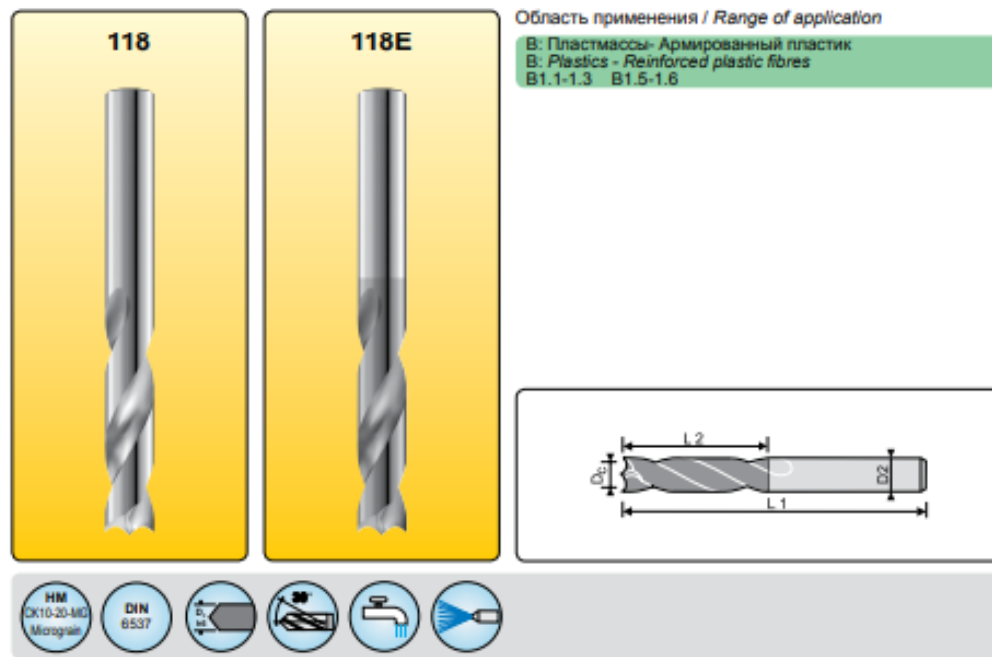 118
118E
Область применения / Range of application
В: Пластмассы- Армированный пластик
B: Plastics - Reinforced plastic fibres
B1.1-1.3 B1.5-1.6
L 2
Dc
D2
L 1
HM
CK10-20-MG
Micrograin
DIN
6537
30°